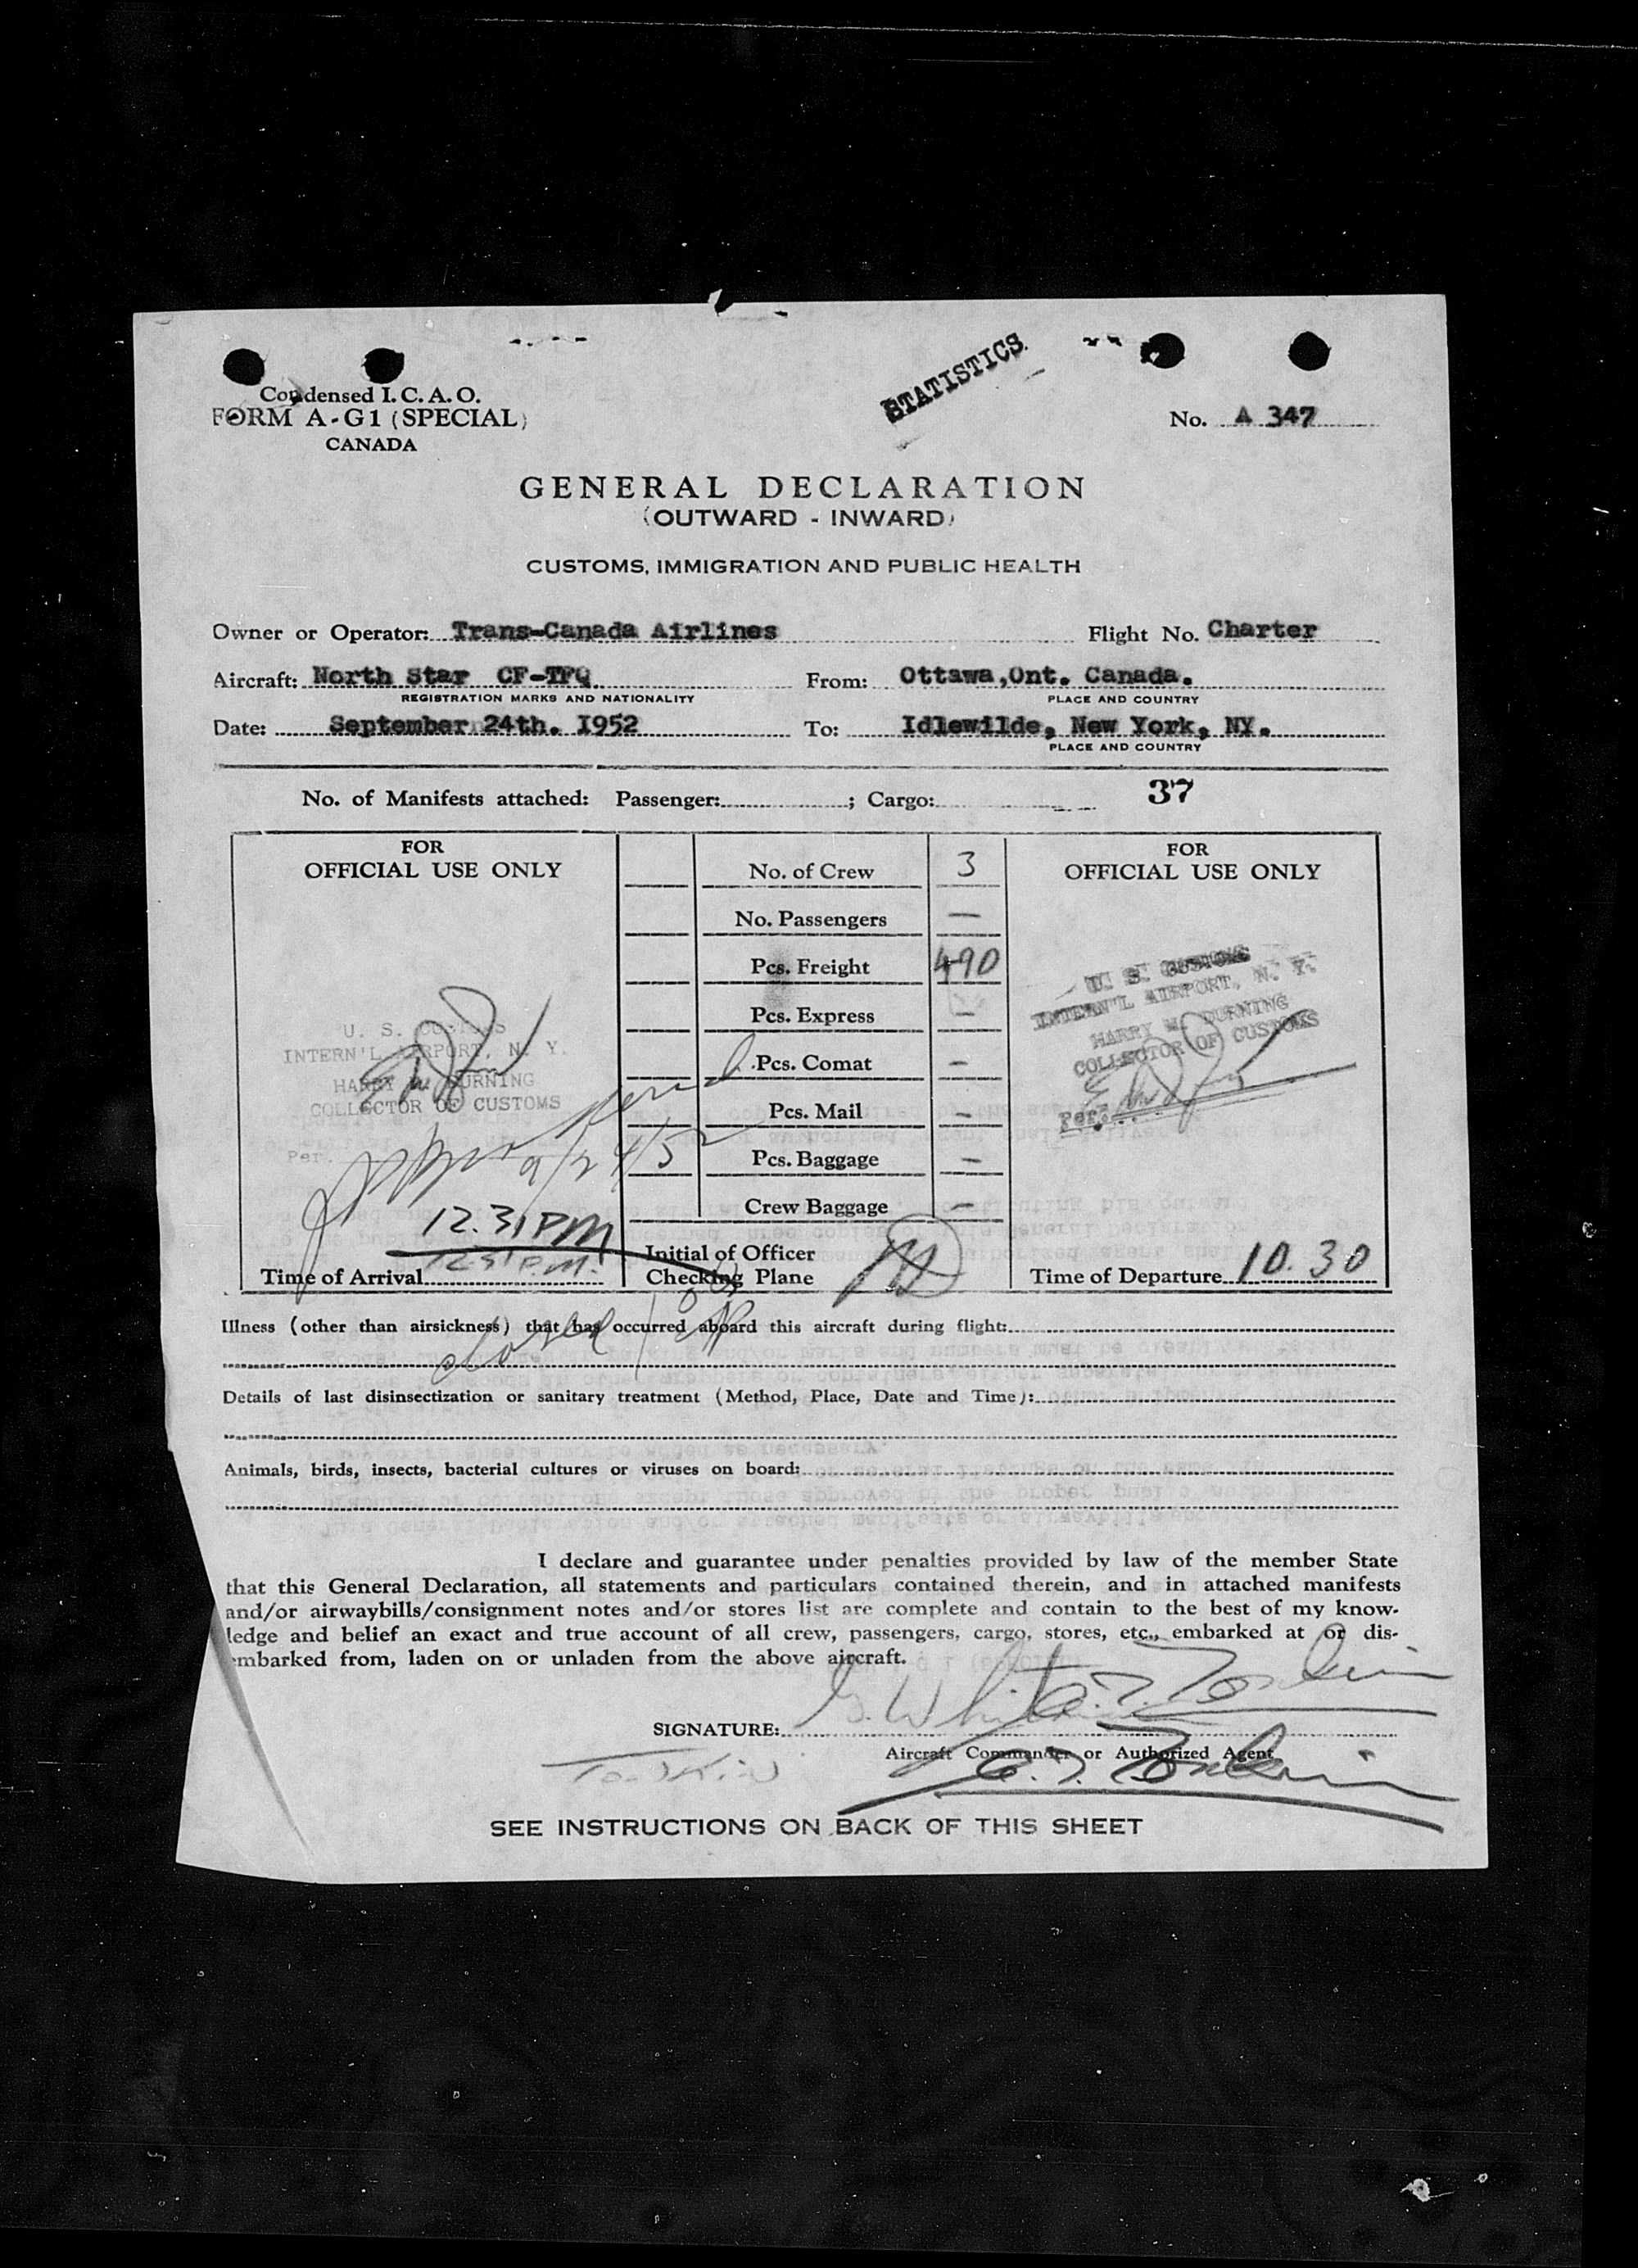 STATISTICS
Condensed I. C. A. O.
FORM A-G1 (SPECIAL)
CANADA
No. A 347
GENERAL DECLARATION
(OUTWARD - INWARD)
CUSTOMS, IMMIGRATION AND PUBLIC HEALTH
Owner or Operator: Trans-Canada Airlines Flight No. Charter
Aircraft: North Star CF-TFQ From: Ottawa,Ont. Canada.
REGISTRATION MARKS AND NATIONALITY PLACE AND COUNTRY
Date: September 24th. I952 To: Idlewilde, New York, NY.
PLACE AND COUNTRY
No. of Manifests attached: Passenger: ; Cargo: 37
FOR
OFFICIAL USE ONLY
U. S. CUSTOMS
INTERN'L AIRPORT, N. Y.
HARRY M. DURNING
COLLECTOR OF CUSTOMS
Per.
9/24/52
12.31 PM
12 31 P.M.
Time of Arrival
No. of Crew 3
No. Passengers —
Pcs. Freight 490
Pcs. Express —
Pcs. Comat —
Pcs. Mail —
Pcs. Baggage —
Crew Baggage —
Initial of Officer
Checking Plane
FOR
OFFICIAL USE ONLY
U. S. CUSTOMS
INTERN'L AIRPORT, N. Y.
HARRY M. DURNING
COLLECTOR OF CUSTOMS
Per:
Time of Departure 10.30
Illness (other than airsickness) that has occurred aboard this aircraft during flight:
Details of last disinsectization or sanitary treatment (Method, Place, Date and Time):
Animals, birds, insects, bacterial cultures or viruses on board:
I declare and guarantee under penalties provided by law of the member State
that this General Declaration, all statements and particulars contained therein, and in attached manifests
and/or airwaybills/consignment notes and/or stores list are complete and contain to the best of my know-
ledge and belief an exact and true account of all crew, passengers, cargo, stores, etc., embarked at or dis-
embarked from, laden on or unladen from the above aircraft.
SIGNATURE:
Aircraft Commander or Authorized Agent
SEE INSTRUCTIONS ON BACK OF THIS SHEET